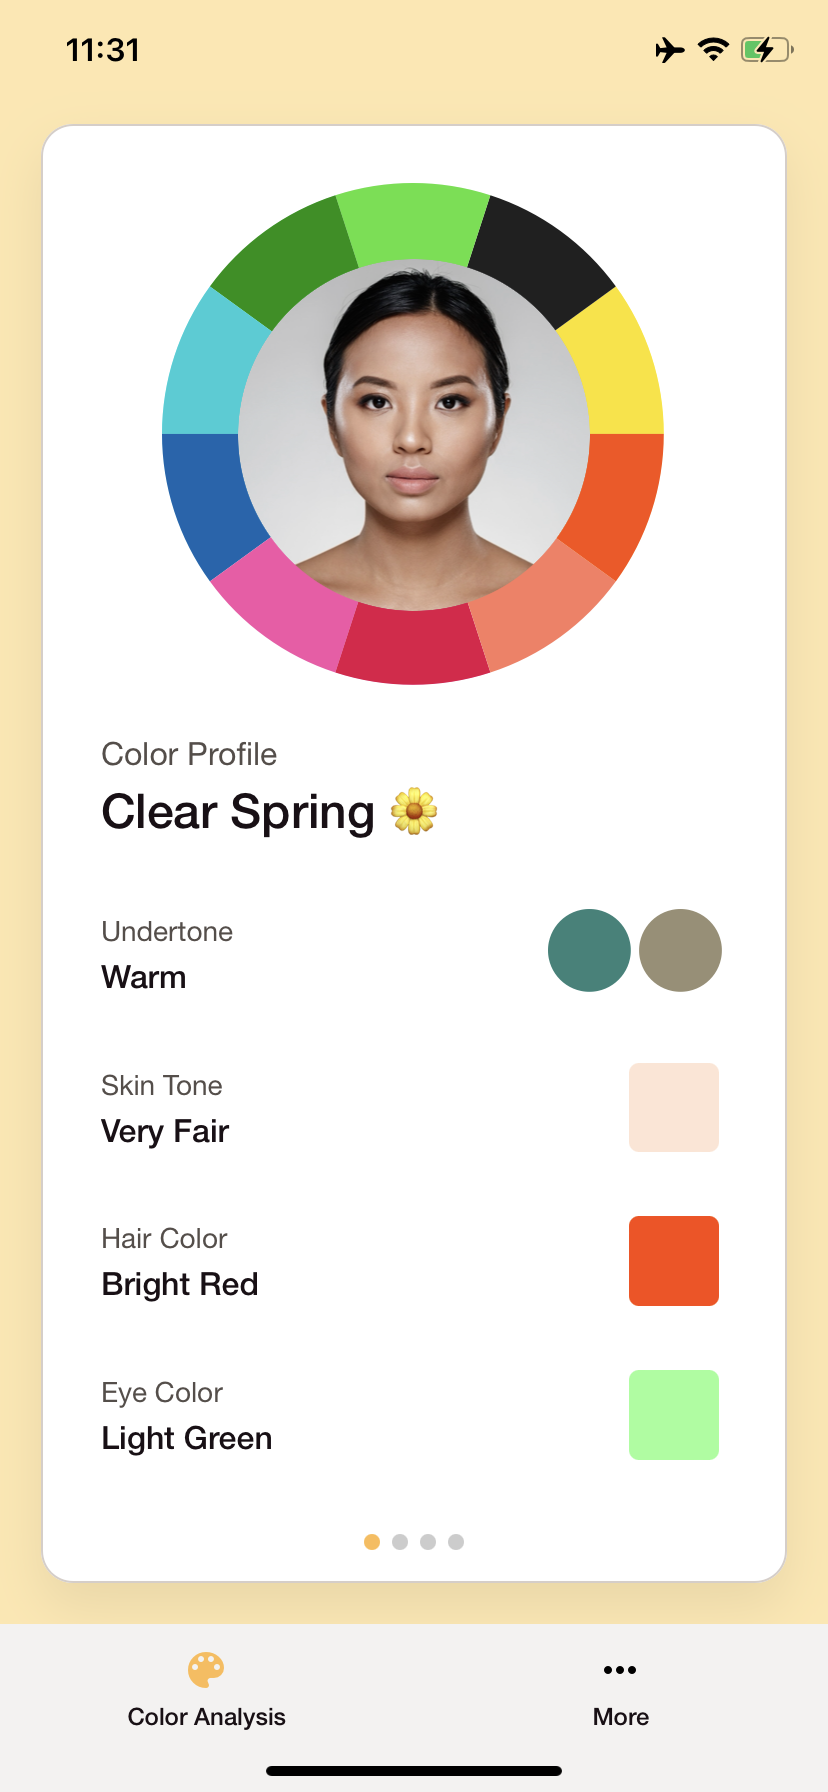 11:31
Color Profile
Clear Spring 🌼
Undertone
Warm
Skin Tone
Very Fair
Hair Color
Bright Red
Eye Color
Light Green
Color Analysis
More